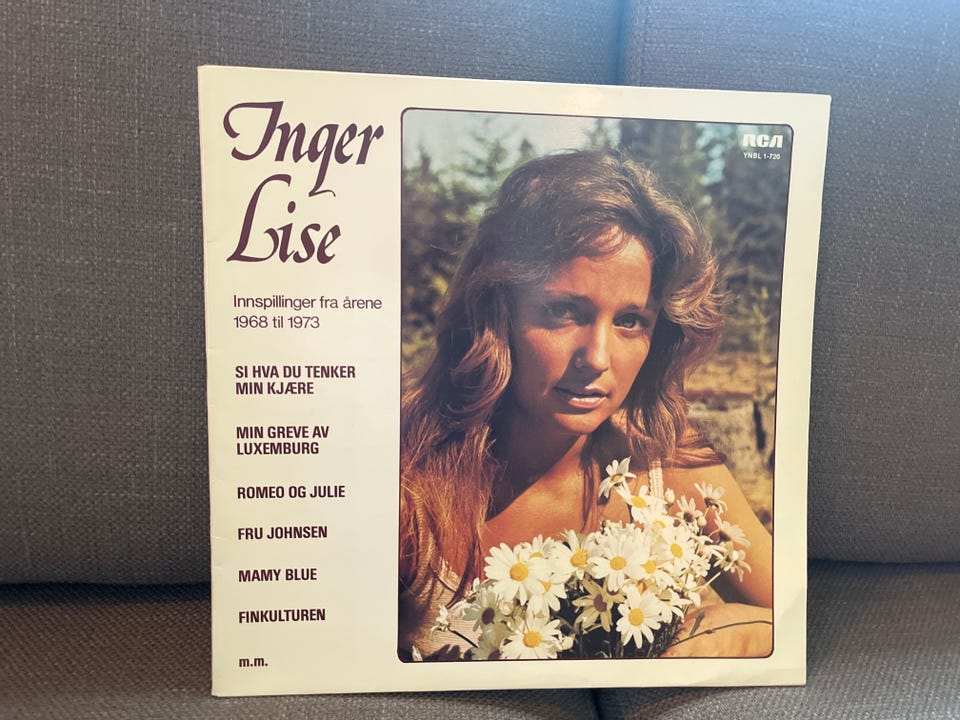 Inger
Lise
Innspillinger fra årene
1968 til 1973
SI HVA DU TENKER
MIN KJÆRE
MIN GREVE AV
LUXEMBURG
ROMEO OG JULIE
FRU JOHNSEN
MAMY BLUE
FINKULTUREN
m.m.
RCA
YNBL 1-720